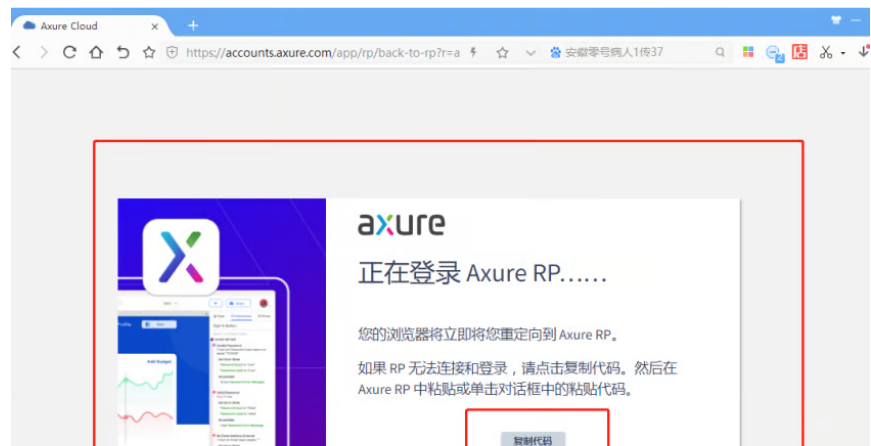 Axure Cloud
https://accounts.axure.com/app/rp/back-to-rp?r=a
安徽零号病人1传37
axure
正在登录 Axure RP……
您的浏览器将立即将您重定向到 Axure RP。
如果 RP 无法连接和登录，请点击复制代码。然后在
Axure RP 中粘贴或单击对话框中的粘贴代码。
复制代码
Add Budget